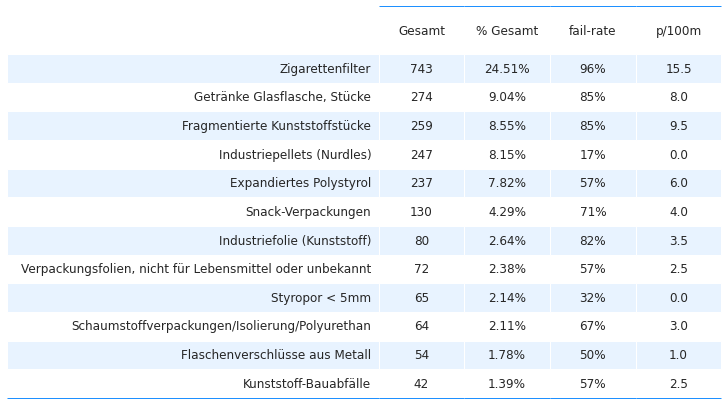 Gesamt % Gesamt fail-rate p/100m
Zigarettenfilter 743 24.51% 96% 15.5
Getränke Glasflasche, Stücke 274 9.04% 85% 8.0
Fragmentierte Kunststoffstücke 259 8.55% 85% 9.5
Industriepellets (Nurdles) 247 8.15% 17% 0.0
Expandiertes Polystyrol 237 7.82% 57% 6.0
Snack-Verpackungen 130 4.29% 71% 4.0
Industriefolie (Kunststoff) 80 2.64% 82% 3.5
Verpackungsfolien, nicht für Lebensmittel oder unbekannt 72 2.38% 57% 2.5
Styropor < 5mm 65 2.14% 32% 0.0
Schaumstoffverpackungen/Isolierung/Polyurethan 64 2.11% 67% 3.0
Flaschenverschlüsse aus Metall 54 1.78% 50% 1.0
Kunststoff-Bauabfälle 42 1.39% 57% 2.5